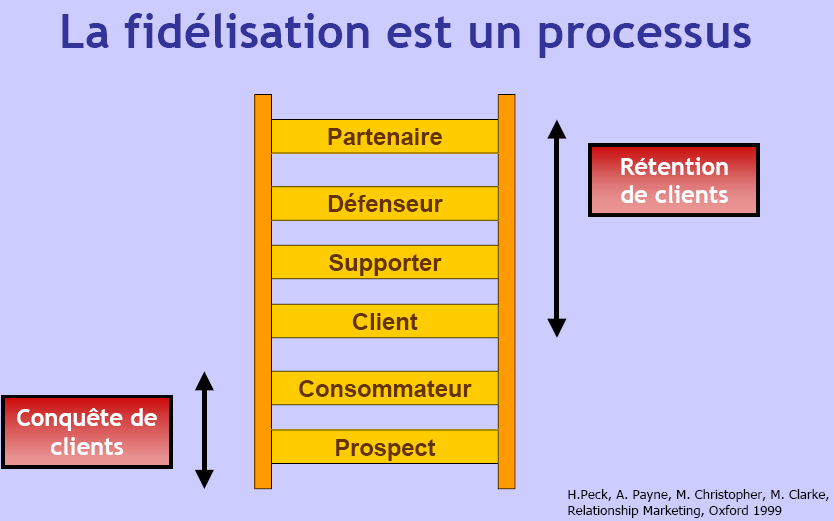 La fidélisation est un processus
Partenaire
Rétention
de clients
Défenseur
Supporter
Client
Consommateur
Conquête de
clients
Prospect
H.Peck, A. Payne, M. Christopher, M. Clarke,
Relationship Marketing, Oxford 1999